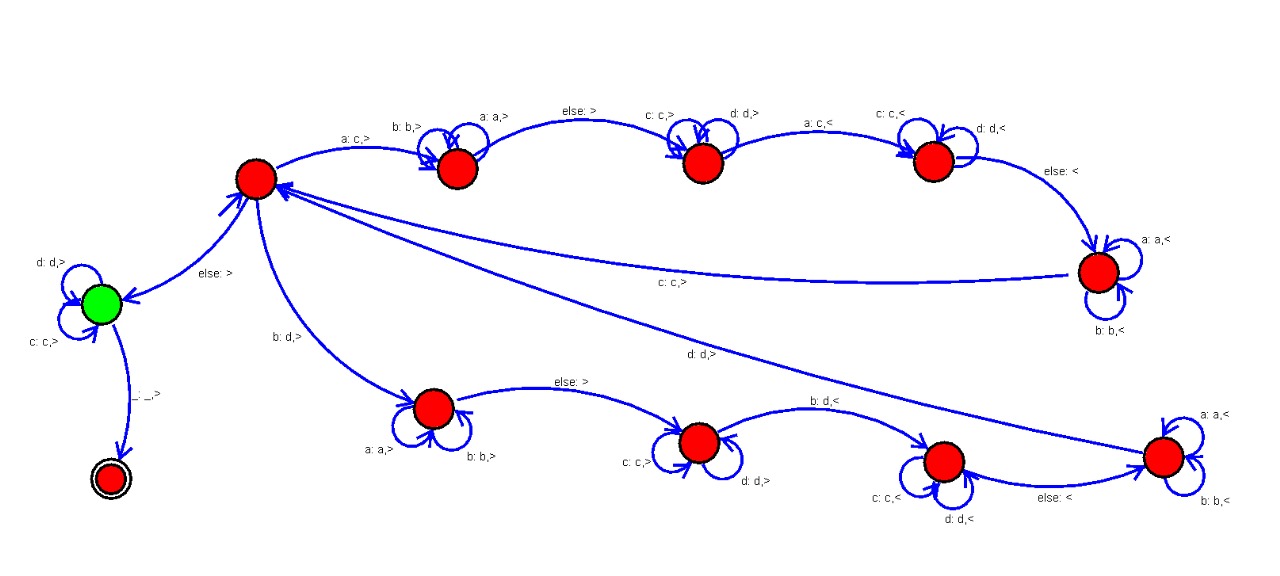 a: c,>
b: b,>
a: a,>
else: >
c: c,>
d: d,>
a: c,<
c: c,<
d: d,<
else: <
a: a,<
b: b,<
c: c,>
d: d,>
else: >
d: d,>
c: c,>
_: _,>
b: d,>
a: a,>
b: b,>
else: >
c: c,>
d: d,>
b: d,<
c: c,<
d: d,<
else: <
a: a,<
b: b,<